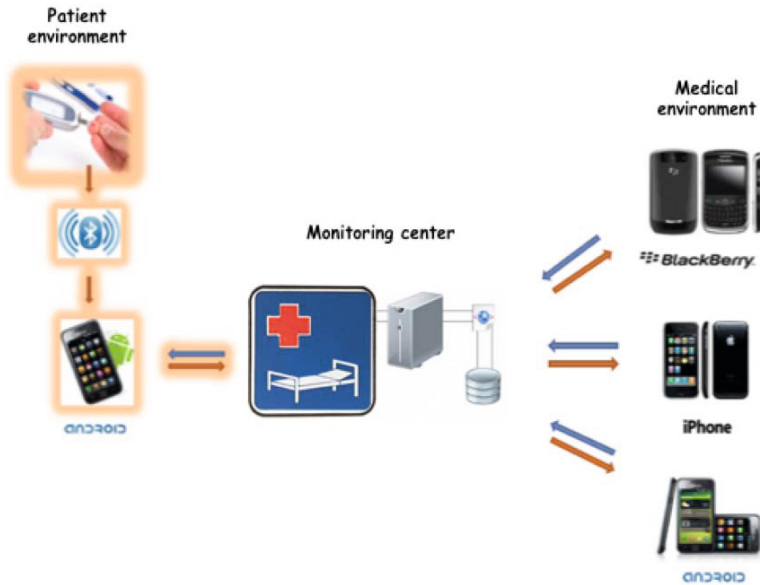 Patient
environment
Medical
environment
Monitoring center
BlackBerry.
iPhone
ANDROID
ANDROID